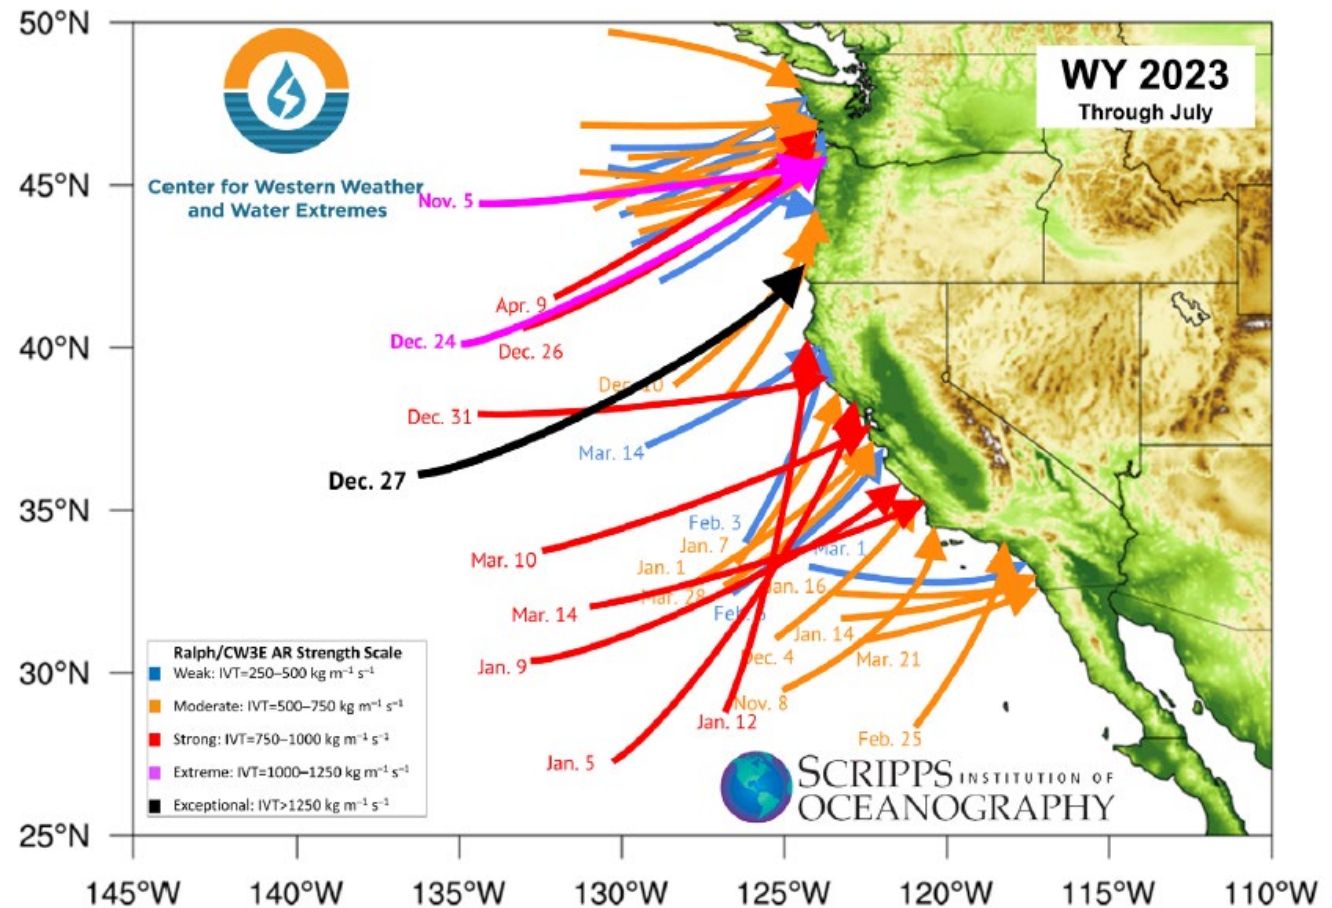 50°N
45°N
40°N
35°N
30°N
25°N
145°W
140°W
135°W
130°W
125°W
120°W
115°W
110°W
Center for Western Weather
and Water Extremes
WY 2023
Through July
Nov. 5
Apr. 9
Dec. 24
Dec. 26
Dec. 10
Dec. 31
Mar. 14
Dec. 27
Feb. 3
Jan. 7
Mar. 10
Jan. 1
Mar. 1
Mar. 28
Jan. 16
Mar. 14
Feb.
Jan. 14
Jan. 9
Dec. 4
Mar. 21
Nov. 8
Jan. 12
Feb. 25
Jan. 5
Ralph/CW3E AR Strength Scale
Weak: IVT=250–500 kg m⁻¹ s⁻¹
Moderate: IVT=500–750 kg m⁻¹ s⁻¹
Strong: IVT=750–1000 kg m⁻¹ s⁻¹
Extreme: IVT=1000–1250 kg m⁻¹ s⁻¹
Exceptional: IVT>1250 kg m⁻¹ s⁻¹
SCRIPPS INSTITUTION OF
OCEANOGRAPHY